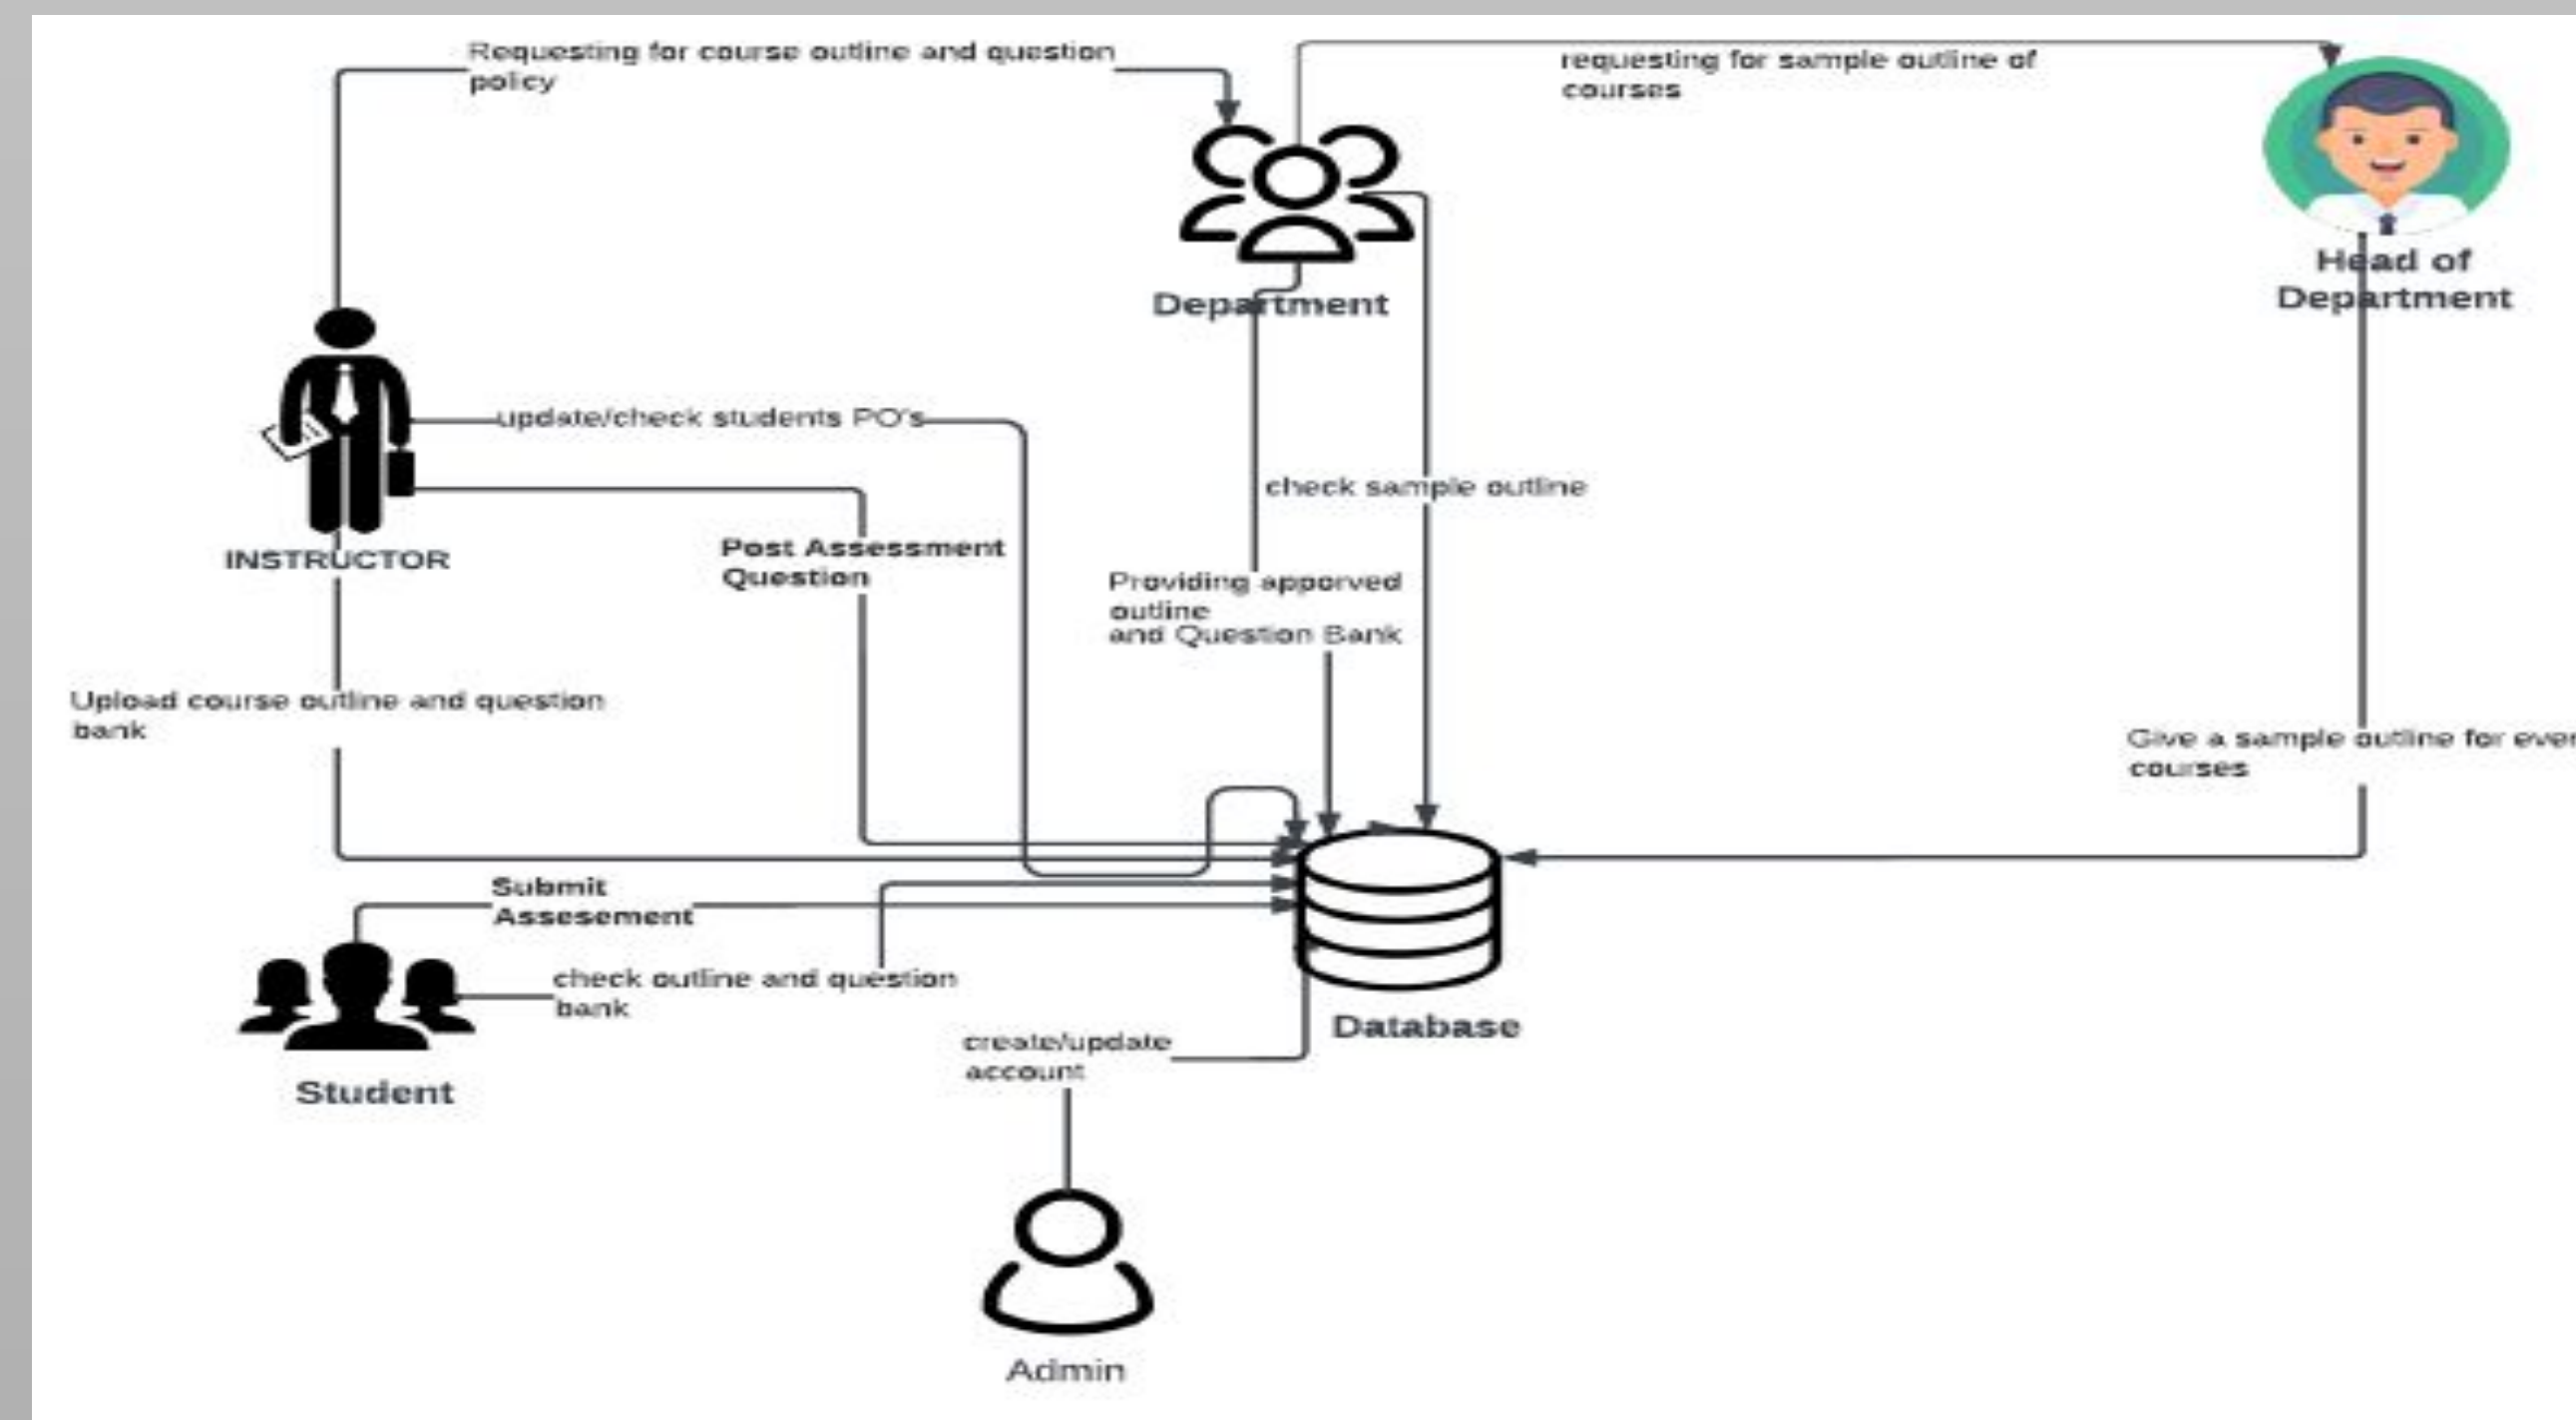 Requesting for course outline and question
policy
requesting for sample outline of
courses
Head of
Department
Department
update/check students PO's
check sample outline
INSTRUCTOR
Post Assessment
Question
Providing apporved
outline
and Question Bank
Upload course outline and question
bank
Give a sample outline for ever
courses
Submit
Assesement
check outline and question
bank
Database
create/update
account
Student
Admin